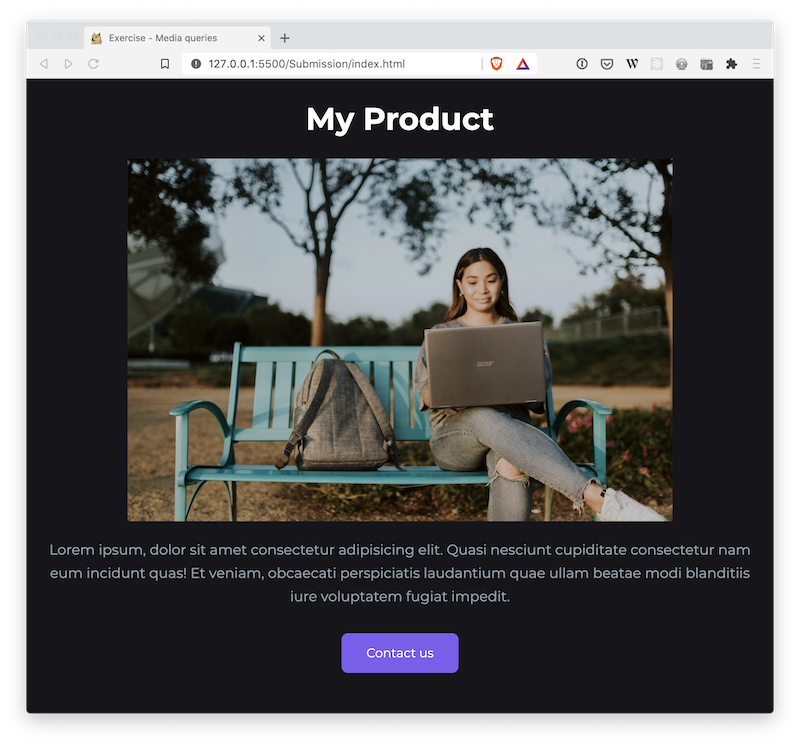 Exercise - Media queries
127.0.0.1:5500/Submission/index.html
W
My Product
acer
Lorem ipsum, dolor sit amet consectetur adipisicing elit. Quasi nesciunt cupiditate consectetur nam
eum incidunt quas! Et veniam, obcaecati perspiciatis laudantium quae ullam beatae modi blanditiis
iure voluptatem fugiat impedit.
Contact us